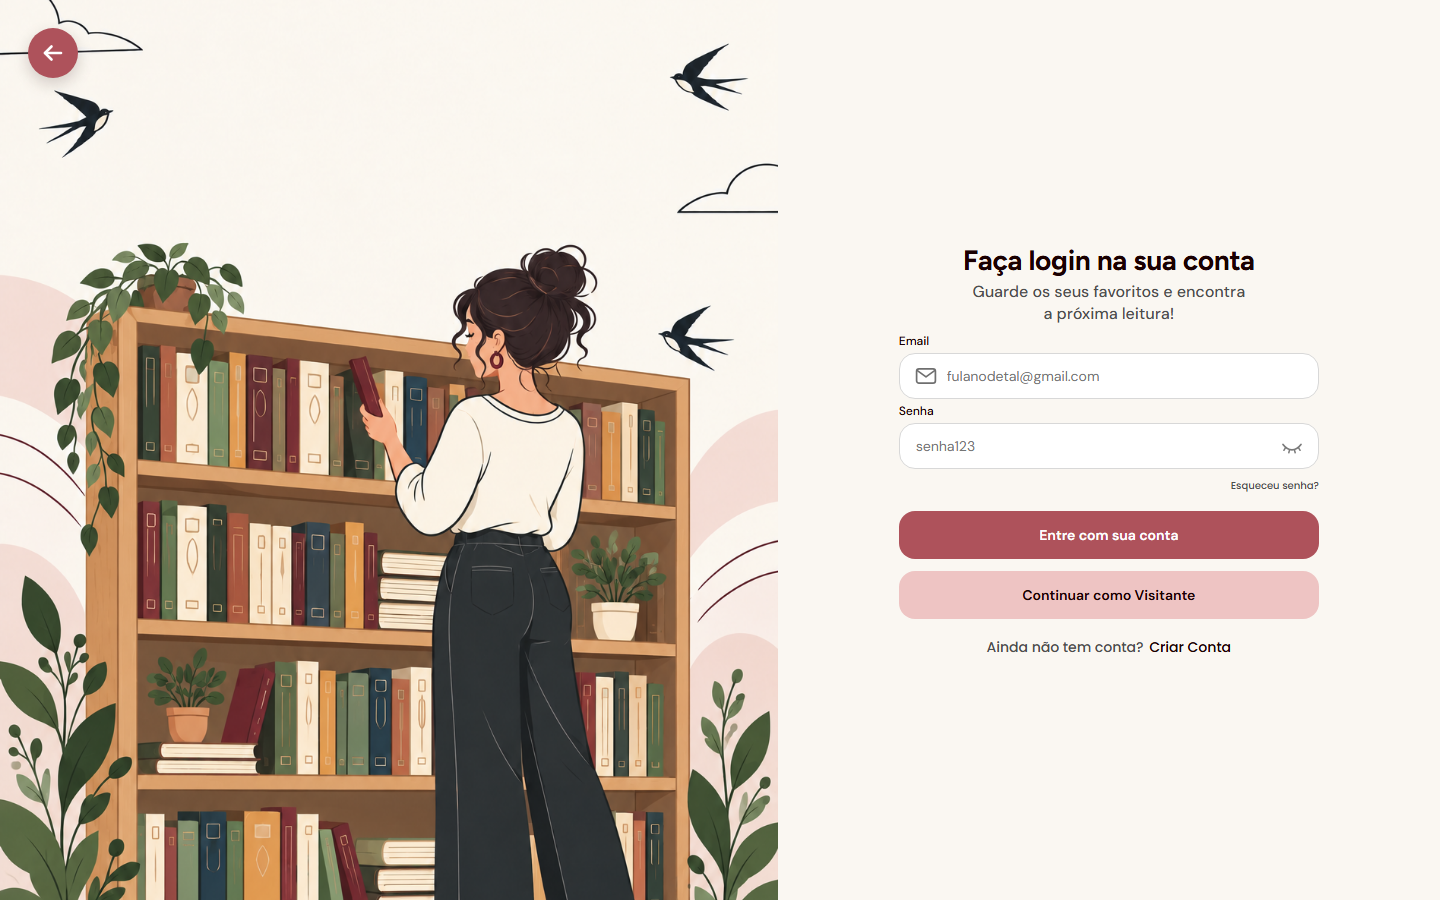 Faça login na sua conta
Guarde os seus favoritos e encontra
a próxima leitura!
Email
fulanodetal@gmail.com
Senha
senha123
Esqueceu senha?
Entre com sua conta
Continuar como Visitante
Ainda não tem conta? Criar Conta